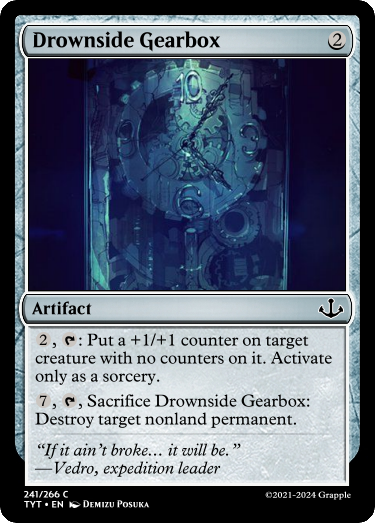 Drownside Gearbox 2
10
6
Artifact
2, T: Put a +1/+1 counter on target
creature with no counters on it. Activate
only as a sorcery.
7, T, Sacrifice Drownside Gearbox:
Destroy target nonland permanent.
“If it ain't broke... it will be.”
—Vedro, expedition leader
241/266 C
TYT • EN Demizu Posuka
©2021-2024 Grapple